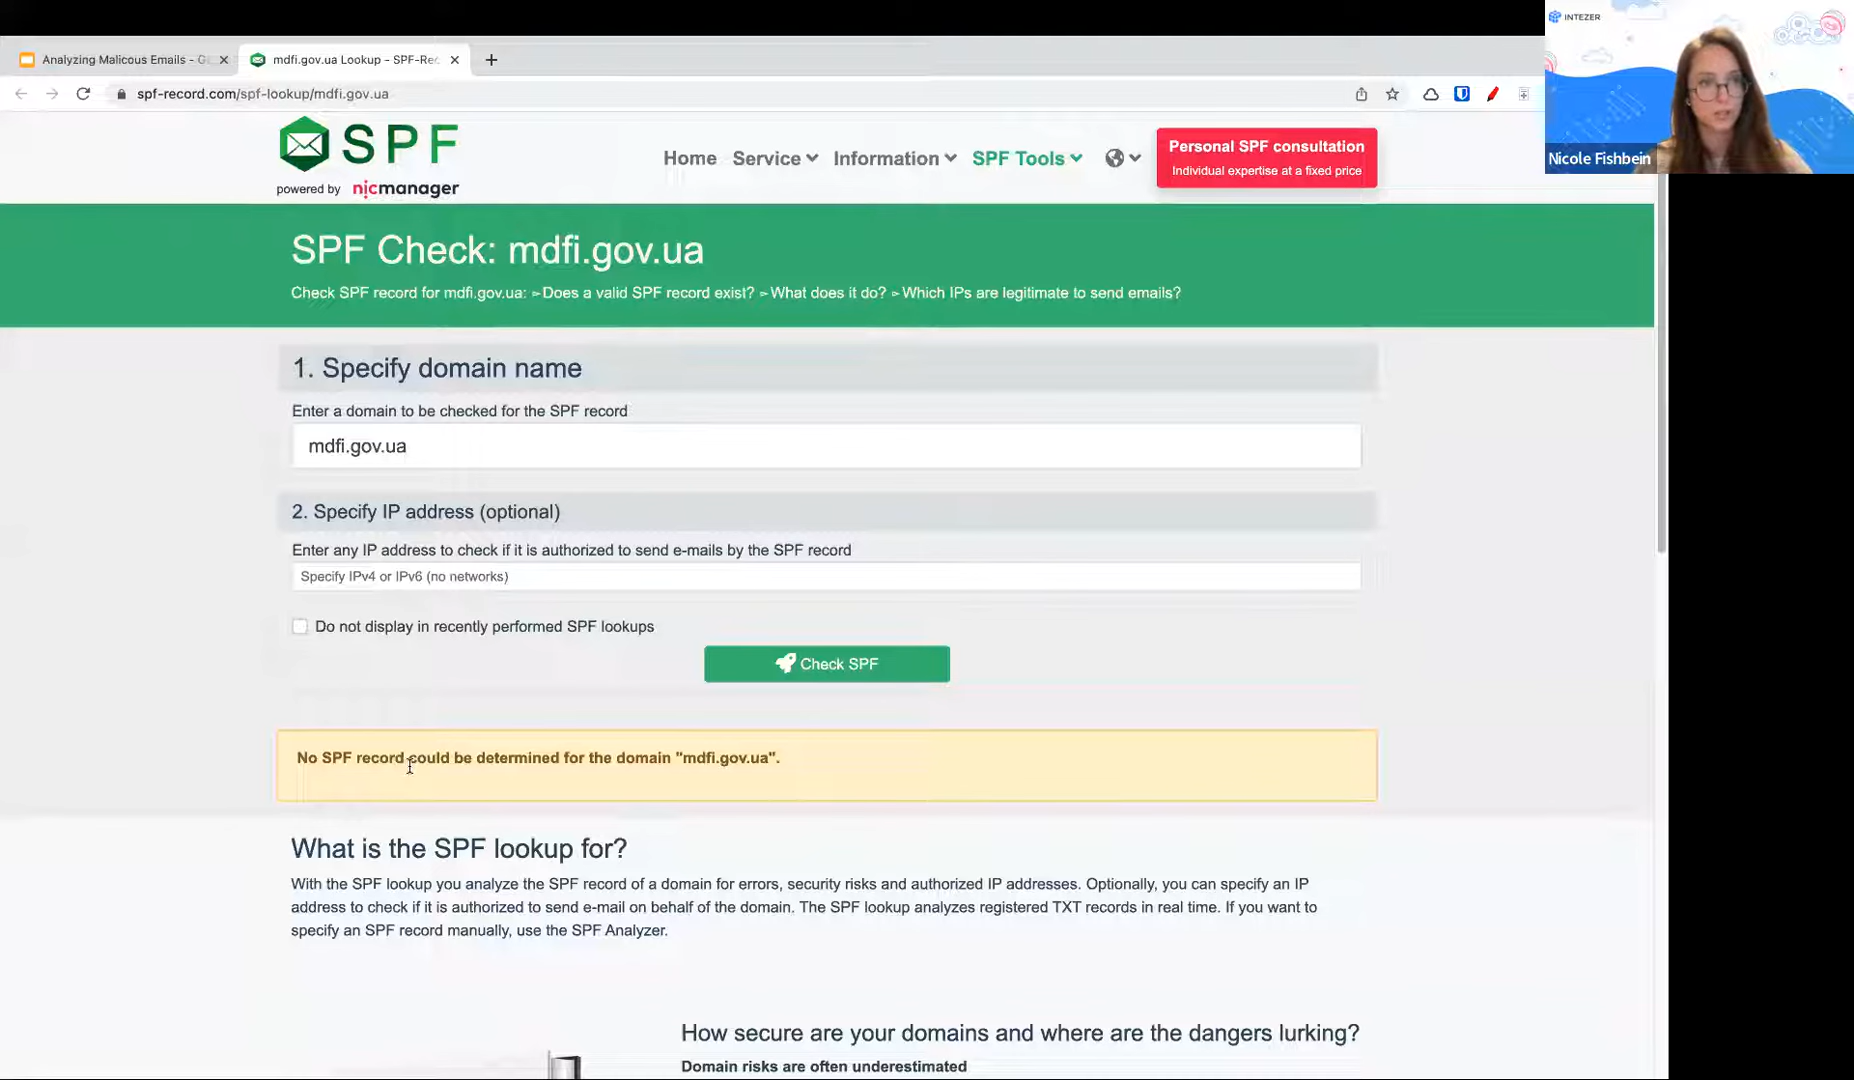 Analyzing Malicous Emails - G
mdfi.gov.ua Lookup – SPF-Rec
spf-record.com/spf-lookup/mdfi.gov.ua
INTEZER
Nicole Fishbein
SPF
powered by nicmanager
Home
Service
Information
SPF Tools
Personal SPF consultation
Individual expertise at a fixed price
SPF Check: mdfi.gov.ua
Check SPF record for mdfi.gov.ua: ➣Does a valid SPF record exist? ➣What does it do? ➣Which IPs are legitimate to send emails?
1. Specify domain name
Enter a domain to be checked for the SPF record
mdfi.gov.ua
2. Specify IP address (optional)
Enter any IP address to check if it is authorized to send e-mails by the SPF record
Specify IPv4 or IPv6 (no networks)
Do not display in recently performed SPF lookups
Check SPF
No SPF record could be determined for the domain "mdfi.gov.ua".
What is the SPF lookup for?
With the SPF lookup you analyze the SPF record of a domain for errors, security risks and authorized IP addresses. Optionally, you can specify an IP
address to check if it is authorized to send e-mail on behalf of the domain. The SPF lookup analyzes registered TXT records in real time. If you want to
specify an SPF record manually, use the SPF Analyzer.
How secure are your domains and where are the dangers lurking?
Domain risks are often underestimated